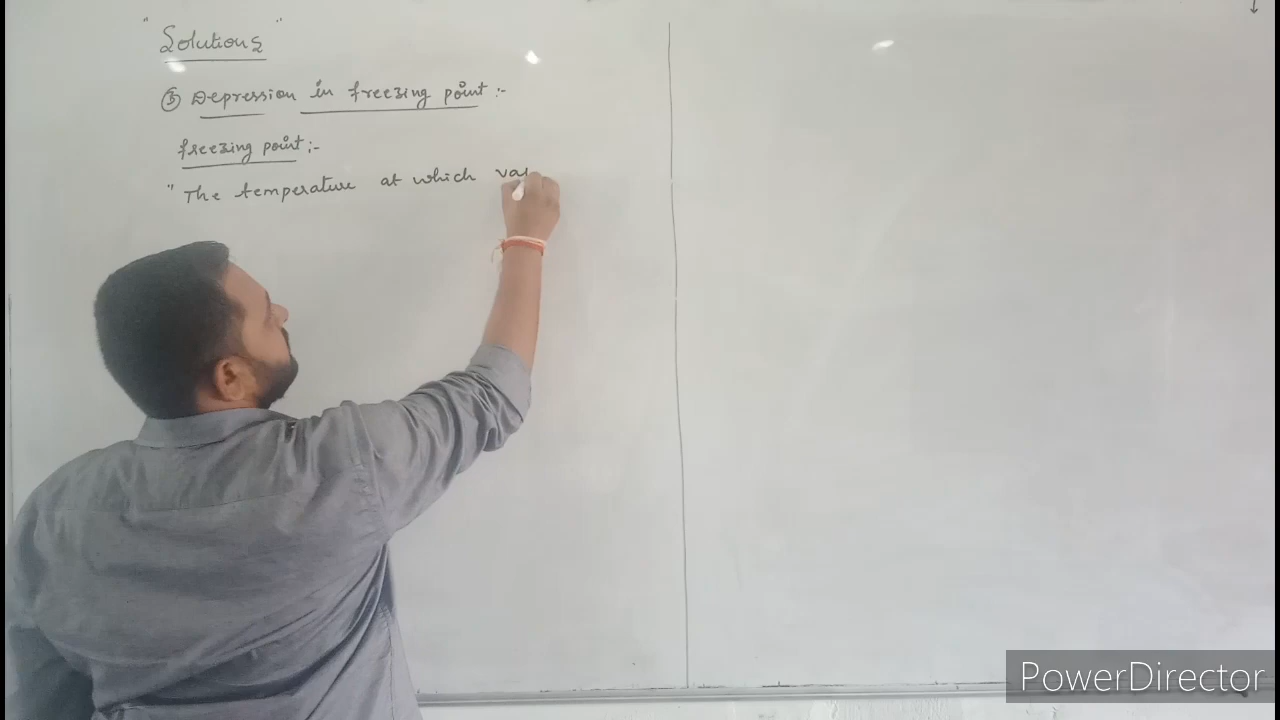 " Solutions "
③ Depression in freezing point :-
freezing point :-
" The temperature at which va
PowerDirector